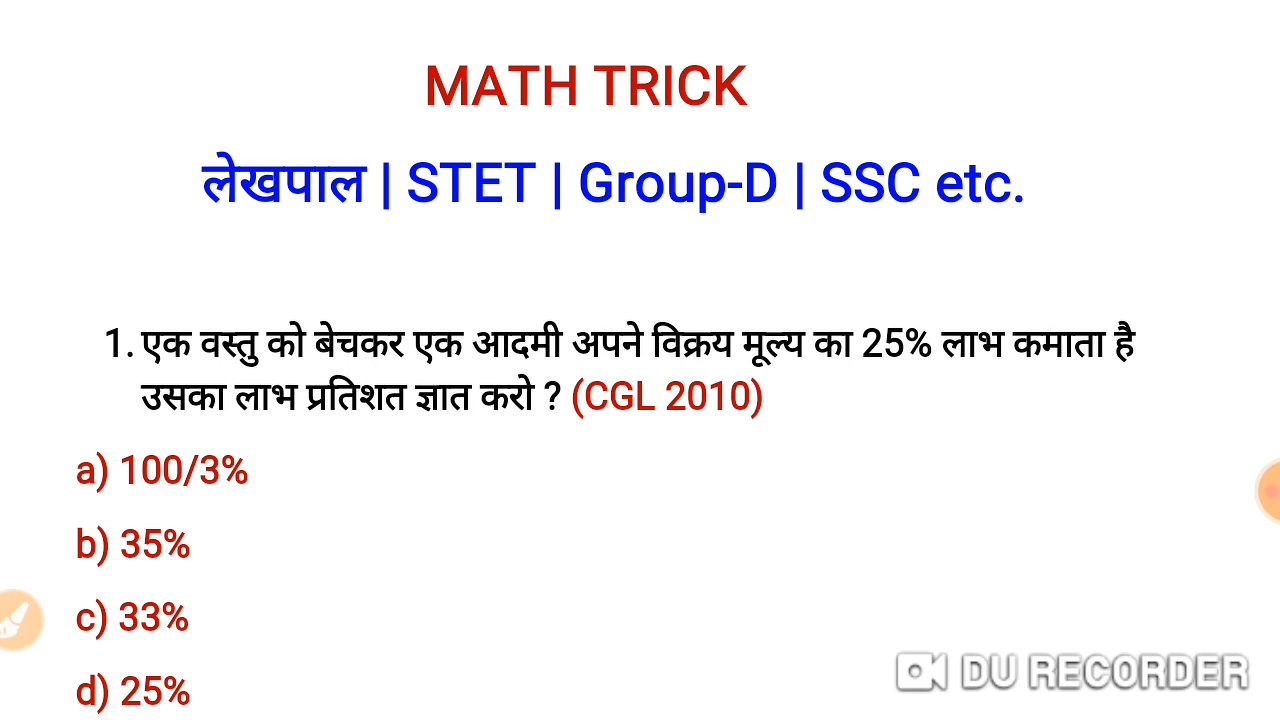 MATH TRICK
लेखपाल | STET | Group-D | SSC etc.
1. एक वस्तु को बेचकर एक आदमी अपने विक्रय मूल्य का 25% लाभ कमाता है
उसका लाभ प्रतिशत ज्ञात करो ? (CGL 2010)
a) 100/3%
b) 35%
c) 33%
d) 25%
DU RECORDER